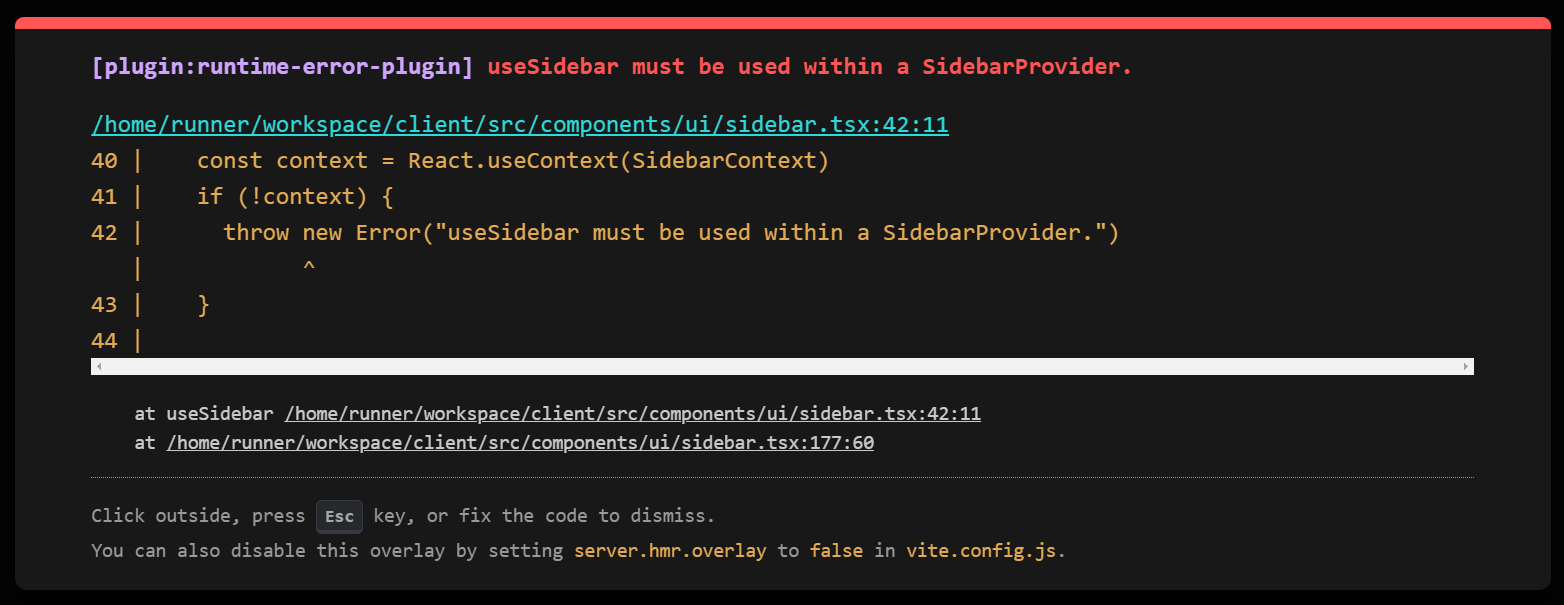 [plugin:runtime-error-plugin] useSidebar must be used within a SidebarProvider.
/home/runner/workspace/client/src/components/ui/sidebar.tsx:42:11
40 |    const context = React.useContext(SidebarContext)
41 |    if (!context) {
42 |      throw new Error("useSidebar must be used within a SidebarProvider.")
   |            ^
43 |    }
44 |
at useSidebar /home/runner/workspace/client/src/components/ui/sidebar.tsx:42:11
at /home/runner/workspace/client/src/components/ui/sidebar.tsx:177:60
Click outside, press Esc key, or fix the code to dismiss.
You can also disable this overlay by setting server.hmr.overlay to false in vite.config.js.